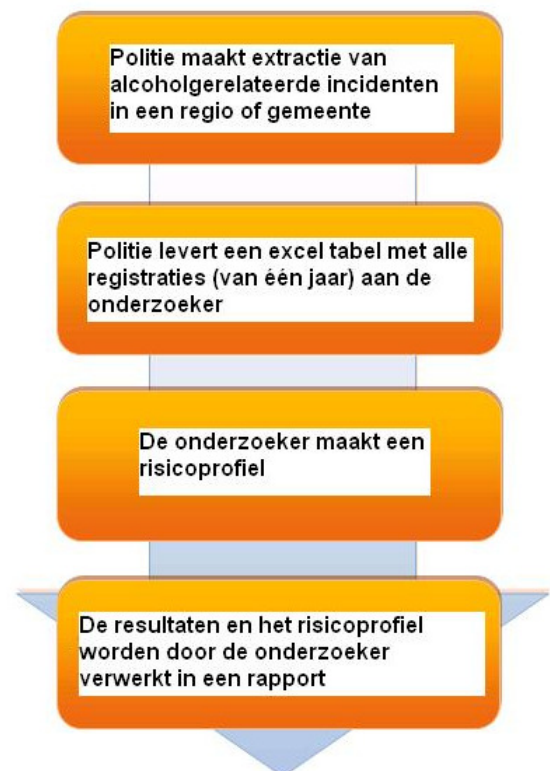 Politie maakt extractie van
alcoholgerelateerde incidenten
in een regio of gemeente
Politie levert een excel tabel met alle
registraties (van één jaar) aan de
onderzoeker
De onderzoeker maakt een
risicoprofiel
De resultaten en het risicoprofiel
worden door de onderzoeker
verwerkt in een rapport